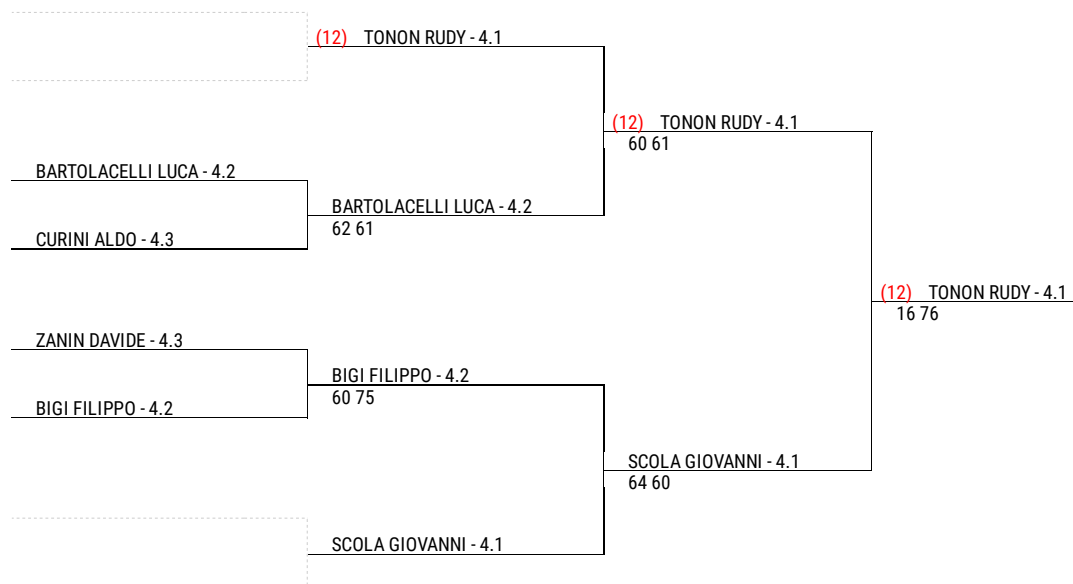 (12) TONON RUDY - 4.1
(12) TONON RUDY - 4.1
60 61
BARTOLACELLI LUCA - 4.2
BARTOLACELLI LUCA - 4.2
62 61
CURINI ALDO - 4.3
(12) TONON RUDY - 4.1
16 76
ZANIN DAVIDE - 4.3
BIGI FILIPPO - 4.2
60 75
BIGI FILIPPO - 4.2
SCOLA GIOVANNI - 4.1
64 60
SCOLA GIOVANNI - 4.1